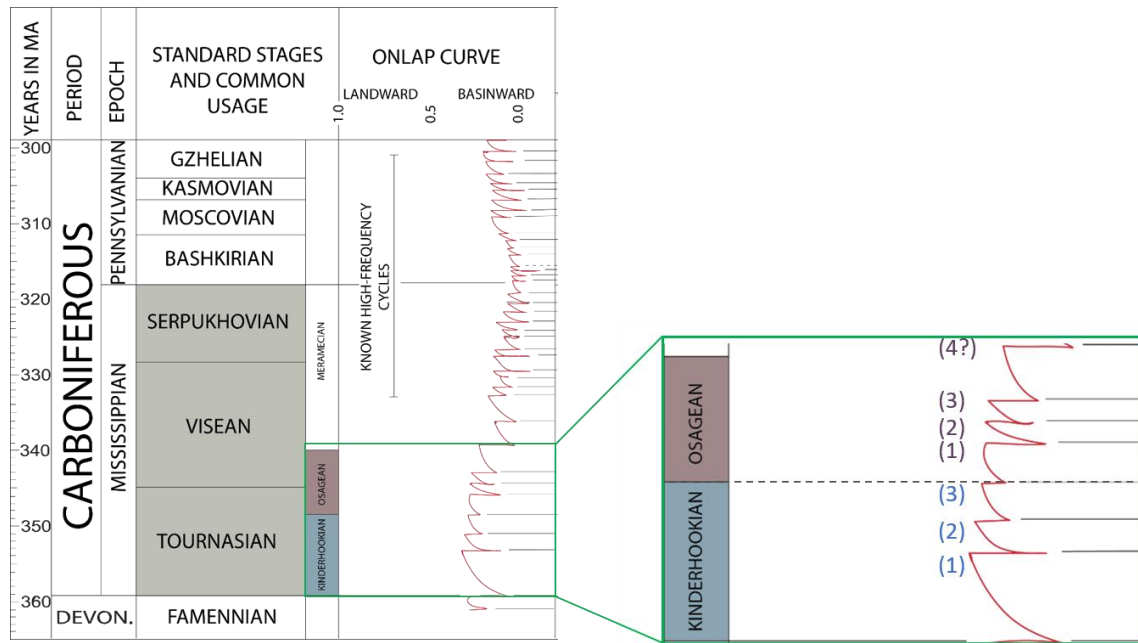 YEARS IN MA
PERIOD
EPOCH
STANDARD STAGES
AND COMMON
USAGE
ONLAP CURVE
LANDWARD
BASINWARD
1.0
0.5
0.0
300
310
320
330
340
350
360
CARBONIFEROUS
DEVON.
PENNSYLVANIAN
MISSISSIPPIAN
GZHELIAN
KASMOVIAN
MOSCOVIAN
BASHKIRIAN
SERPUKHOVIAN
VISEAN
TOURNASIAN
FAMENNIAN
MERAMECIAN
OSAGEAN
KINDERHOOKIAN
KNOWN HIGH-FREQUENCY
CYCLES
OSAGEAN
KINDERHOOKIAN
(4?)
(3)
(2)
(1)
(3)
(2)
(1)